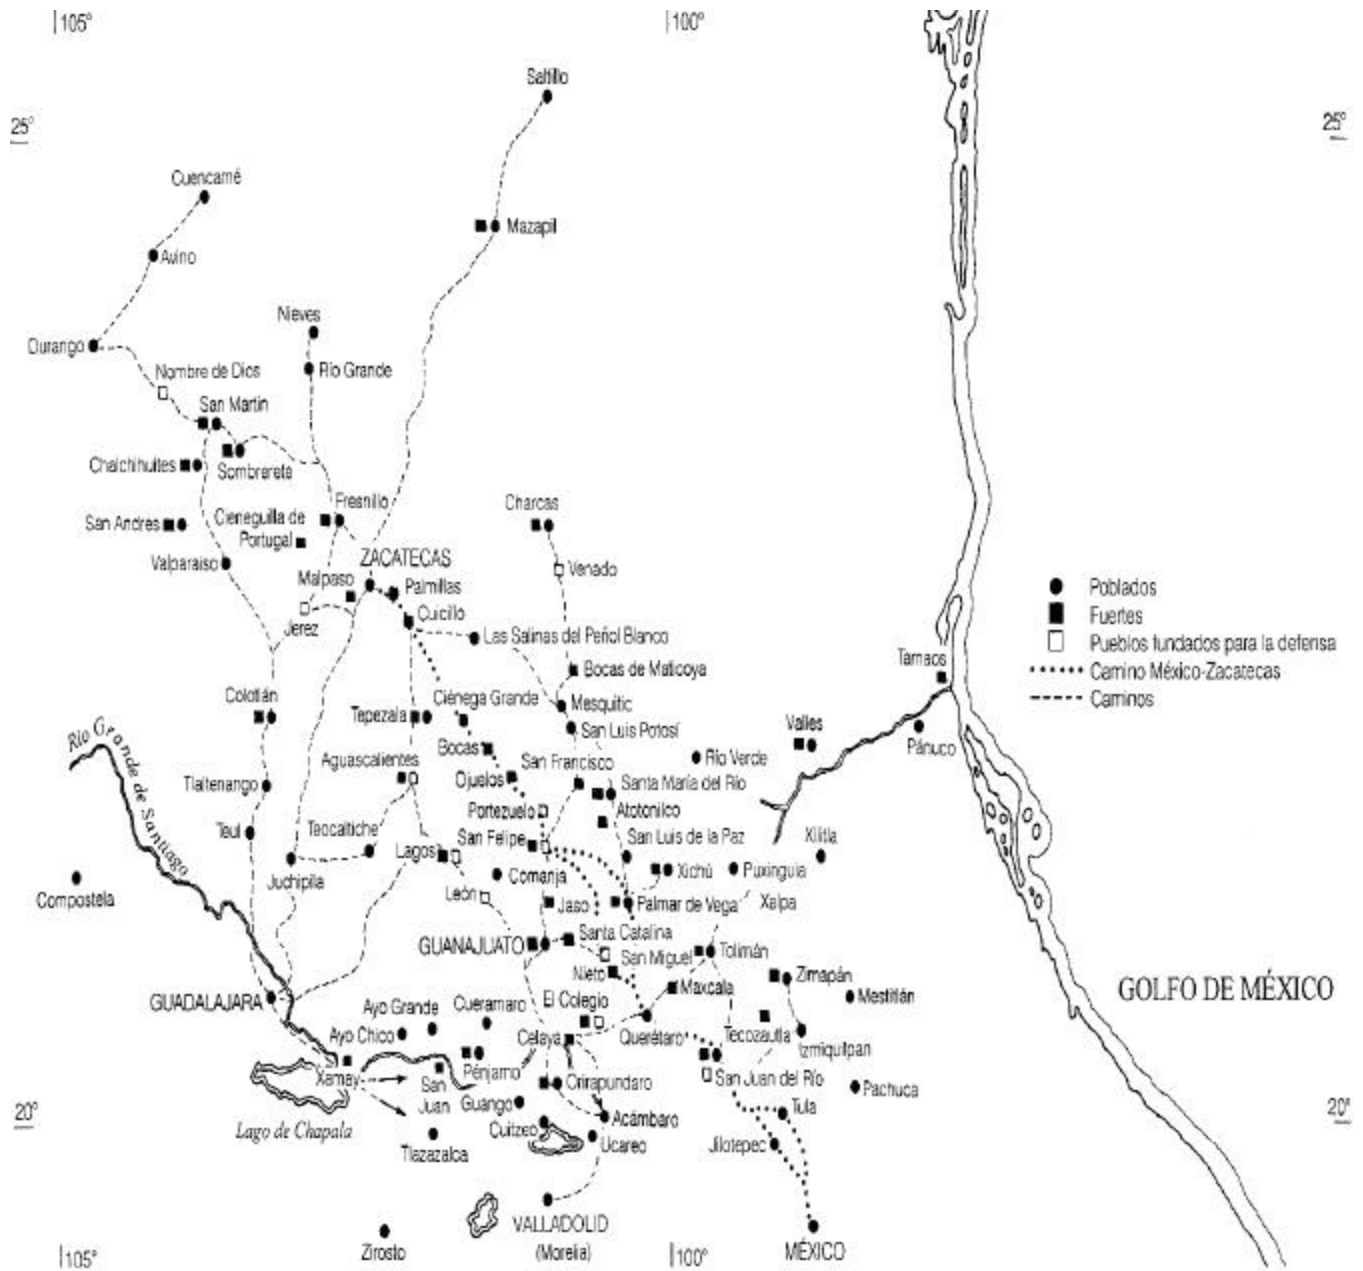 105°
100°
Saltillo
25°
25°
Cuencamé
Mazapil
Avino
Nieves
Durango
Río Grande
Nombre de Dios
San Martín
Chalchihuites
Sombrerete
Fresnillo
Charcas
San Andres
Cieneguilla de
Portugal
ZACATECAS
Valparaiso
Venado
Malpaso
Palmillas
Poblados
Cuicillo
Fuertes
Jerez
Las Salinas del Peñol Blanco
Pueblos fundados para la defensa
Tamaos
Bocas de Maticoya
Camino México-Zacatecas
Colotlán
Ciénega Grande
Mesquitic
Caminos
Tepezala
San Luis Potosí
Valles
Río Grande de Santiago
Bocas
Pánuco
Aguascalientes
San Francisco
Río Verde
Tlaltenango
Ojuelos
Santa María del Río
Portezuelo
Atotonilco
Teul
Teocaltiche
San Felipe
San Luis de la Paz
Xilitla
Lagos
Juchipila
Comanja
Xichú
Puxinguia
Compostela
León
Jaso
Palmar de Vega
Xalpa
GUANAJUATO
Santa Catalina
San Miguel
Tolimán
Nieto
Zimapán
Maxcala
GOLFO DE MÉXICO
GUADALAJARA
Ayo Grande
Cuéramaro
El Colegio
Mestitlán
Ayo Chico
Celaya
Querétaro
Tecozautla
Izmiquilpan
Xamay
San
Juan
Pénjamo
San Juan del Río
Orirapundaro
Pachuca
Guango
20°
Tula
20°
Lago de Chapala
Cuitzeo
Acámbaro
Ucareo
Jilotepec
Tlazazalca
VALLADOLID
(Morelia)
MÉXICO
Zirosto
105°
100°